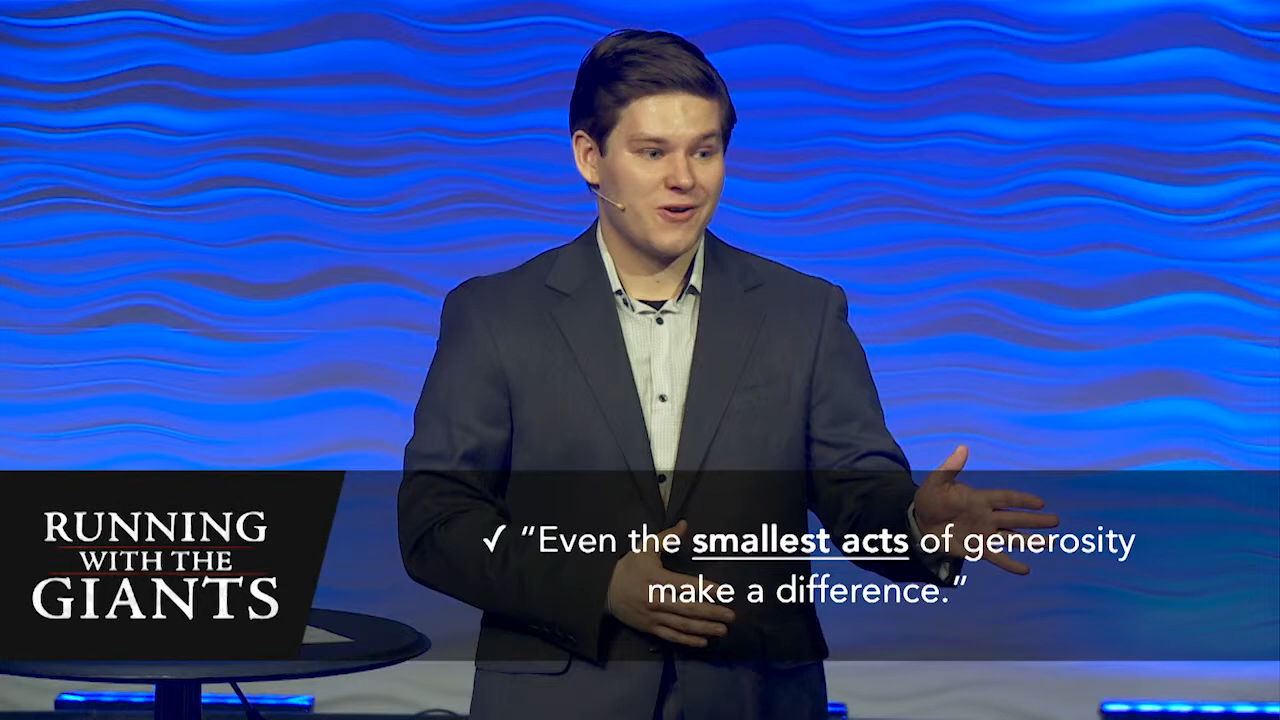 RUNNING
WITH THE
GIANTS
✓ “Even the smallest acts of generosity
make a difference.”